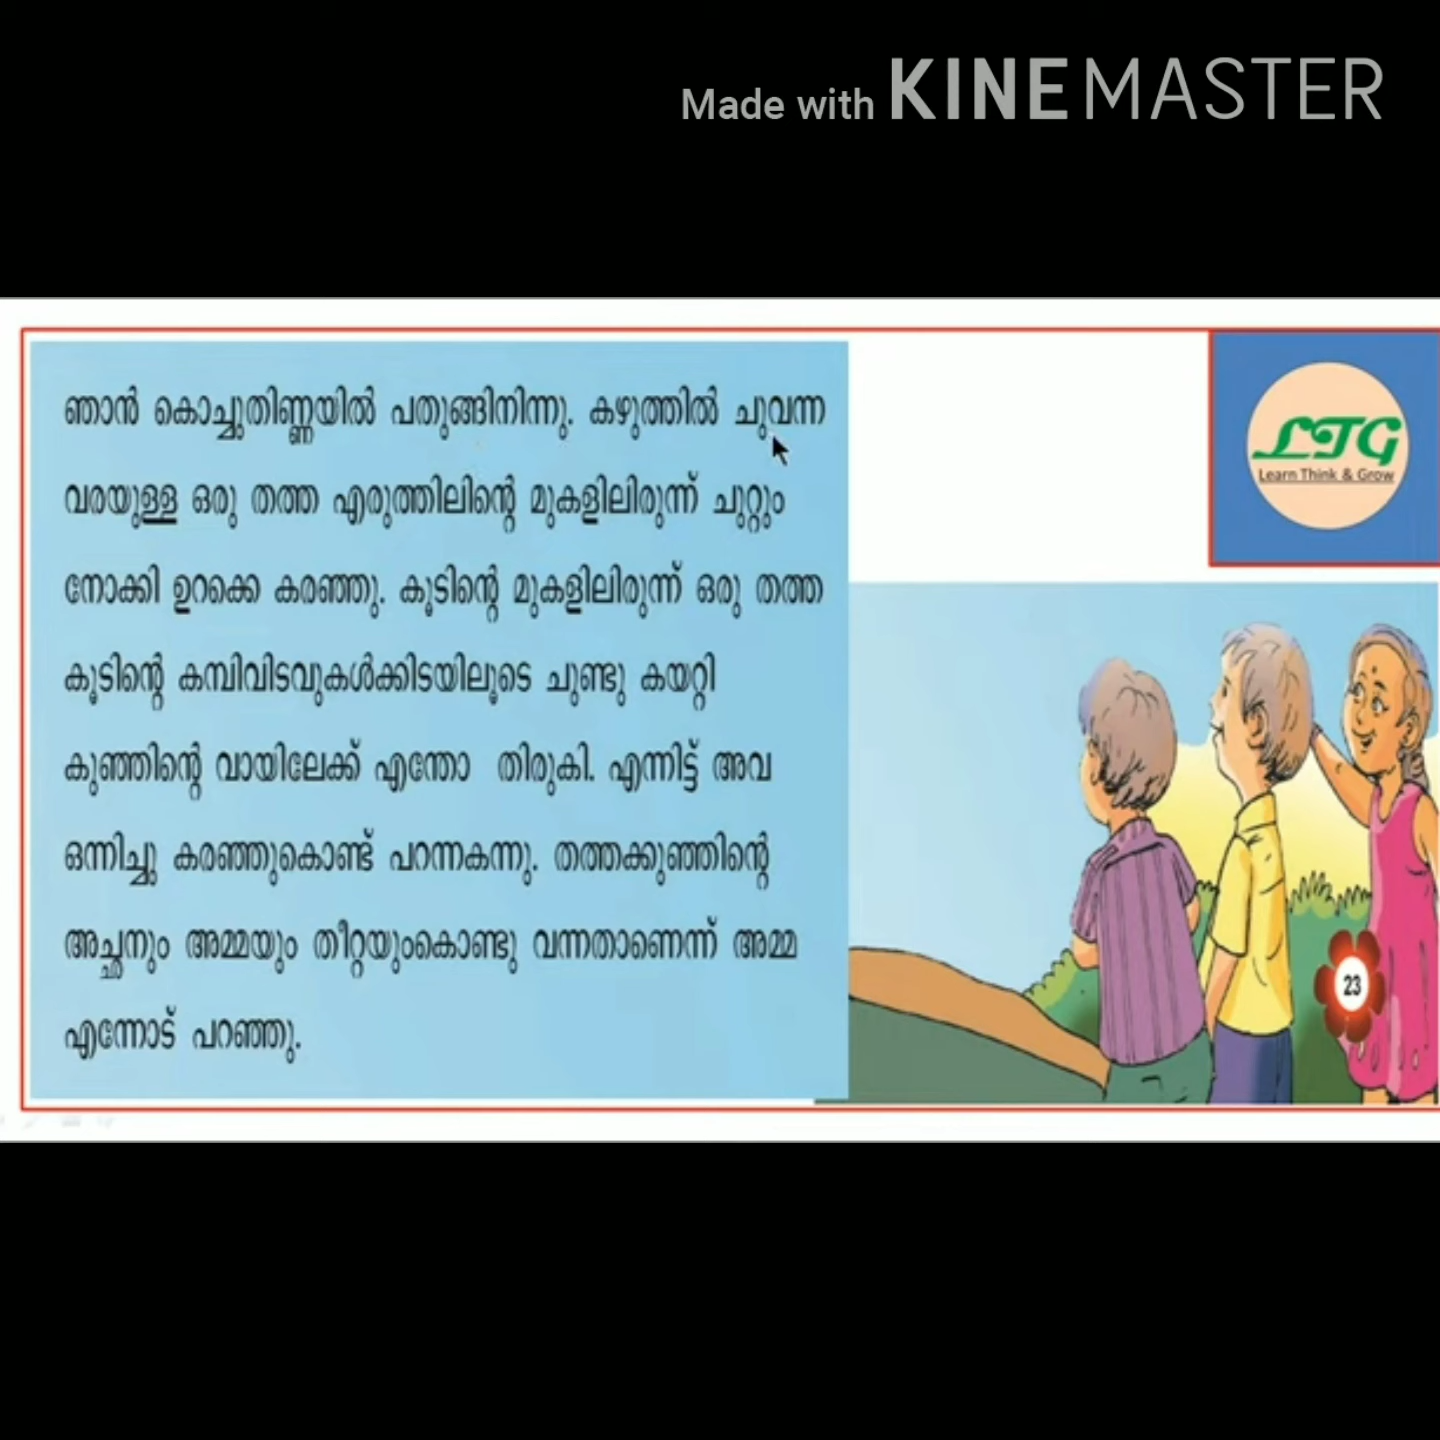 Made with KINEMASTER
LTG
Learn Think & Grow
ഞാൻ കൊച്ചുതിണ്ണയിൽ പതുങ്ങിനിന്നു. കഴുത്തിൽ ചുവന്ന
വരയുള്ള ഒരു തത്ത എരുത്തിലിന്റെ മുകളിലിരുന്ന് ചുറ്റും
നോക്കി ഉറക്കെ കരഞ്ഞു. കൂടിന്റെ മുകളിലിരുന്ന് ഒരു തത്ത
കൂടിന്റെ കമ്പിവിടവുകൾക്കിടയിലൂടെ ചുണ്ടു കയറ്റി
കുഞ്ഞിന്റെ വായിലേക്ക് എന്തോ തിരുകി. എന്നിട്ട് അവ
ഒന്നിച്ചു കരഞ്ഞുകൊണ്ട് പറന്നകന്നു. തത്തക്കുഞ്ഞിന്റെ
അച്ഛനും അമ്മയും തീറ്റയുംകൊണ്ടു വന്നതാണെന്ന് അമ്മ
എന്നോട് പറഞ്ഞു.
23